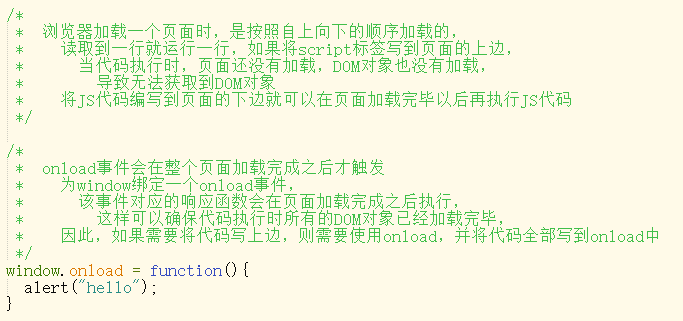 /*
 * 浏览器加载一个页面时，是按照自上向下的顺序加载的，
 * 读取到一行就运行一行，如果将script标签写到页面的上边，
 * 当代码执行时，页面还没有加载，DOM对象也没有加载，
 * 导致无法获取到DOM对象
 * 将JS代码编写到页面的下边就可以在页面加载完毕以后再执行JS代码
 */
/*
 * onload事件会在整个页面加载完成之后才触发
 * 为window绑定一个onload事件，
 * 该事件对应的响应函数会在页面加载完成之后执行，
 * 这样可以确保代码执行时所有的DOM对象已经加载完毕，
 * 因此，如果需要将代码写上边，则需要使用onload，并将代码全部写到onload中
 */
window.onload = function(){
alert("hello");
}